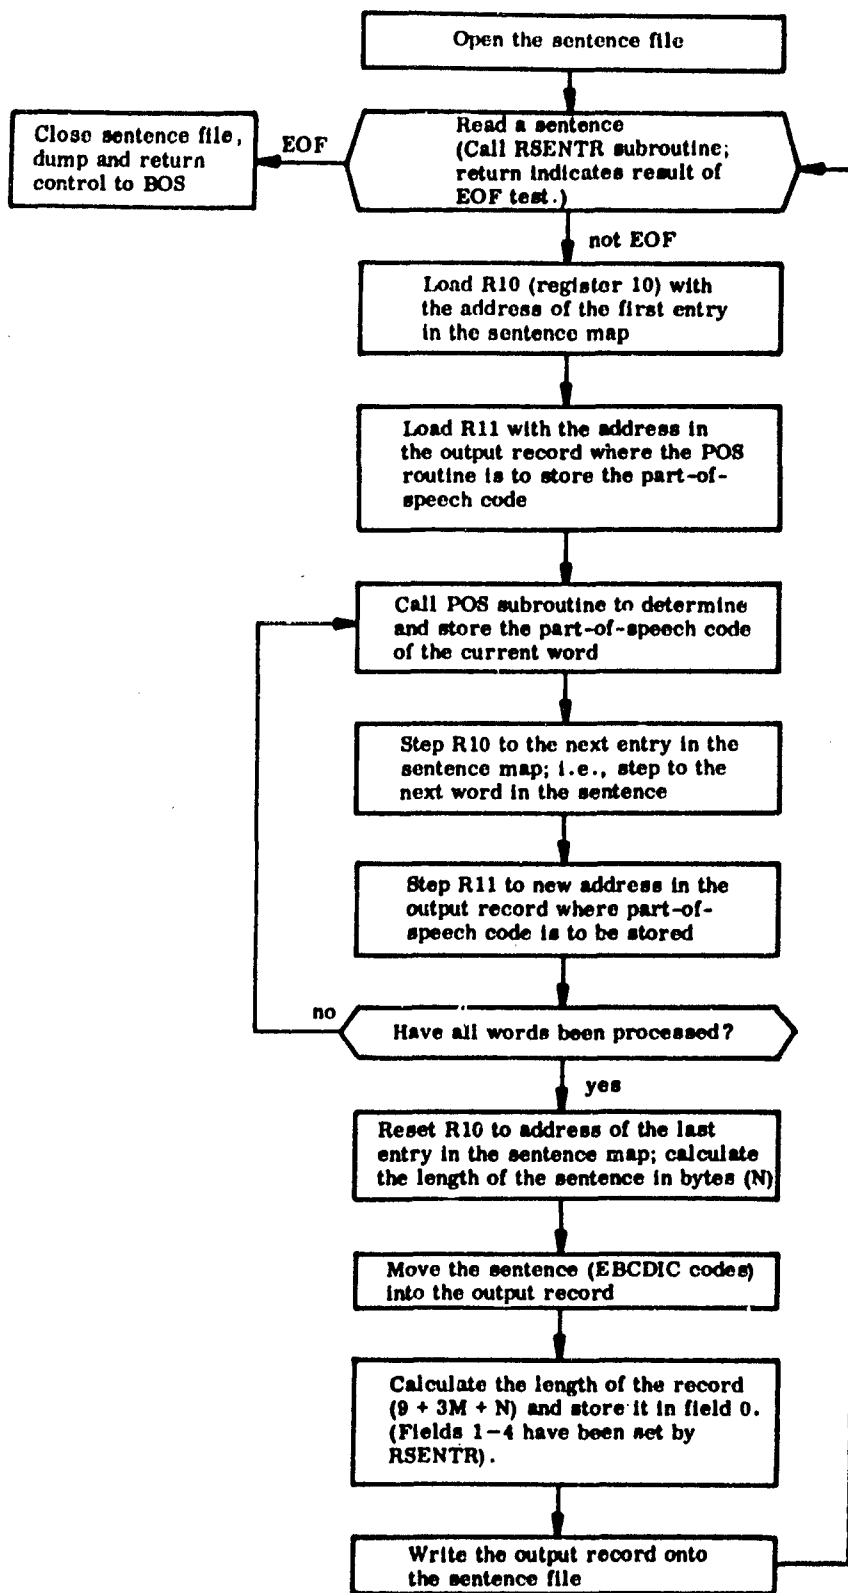 Open the sentence file
Read a sentence
(Call RSENTR subroutine;
return indicates result of
EOF test.)
EOF
Close sentence file,
dump and return
control to BOS
not EOF
Load R10 (register 10) with
the address of the first entry
in the sentence map
Load R11 with the address in
the output record where the POS
routine is to store the part-of-
speech code
Call POS subroutine to determine
and store the part-of-speech code
of the current word
Step R10 to the next entry in the
sentence map; i.e., step to the
next word in the sentence
Step R11 to new address in the
output record where part-of-
speech code is to be stored
no
Have all words been processed?
yes
Reset R10 to address of the last
entry in the sentence map; calculate
the length of the sentence in bytes (N)
Move the sentence (EBCDIC codes)
into the output record
Calculate the length of the record
(9 + 3M + N) and store it in field 0.
(Fields 1-4 have been set by
RSENTR).
Write the output record onto
the sentence file